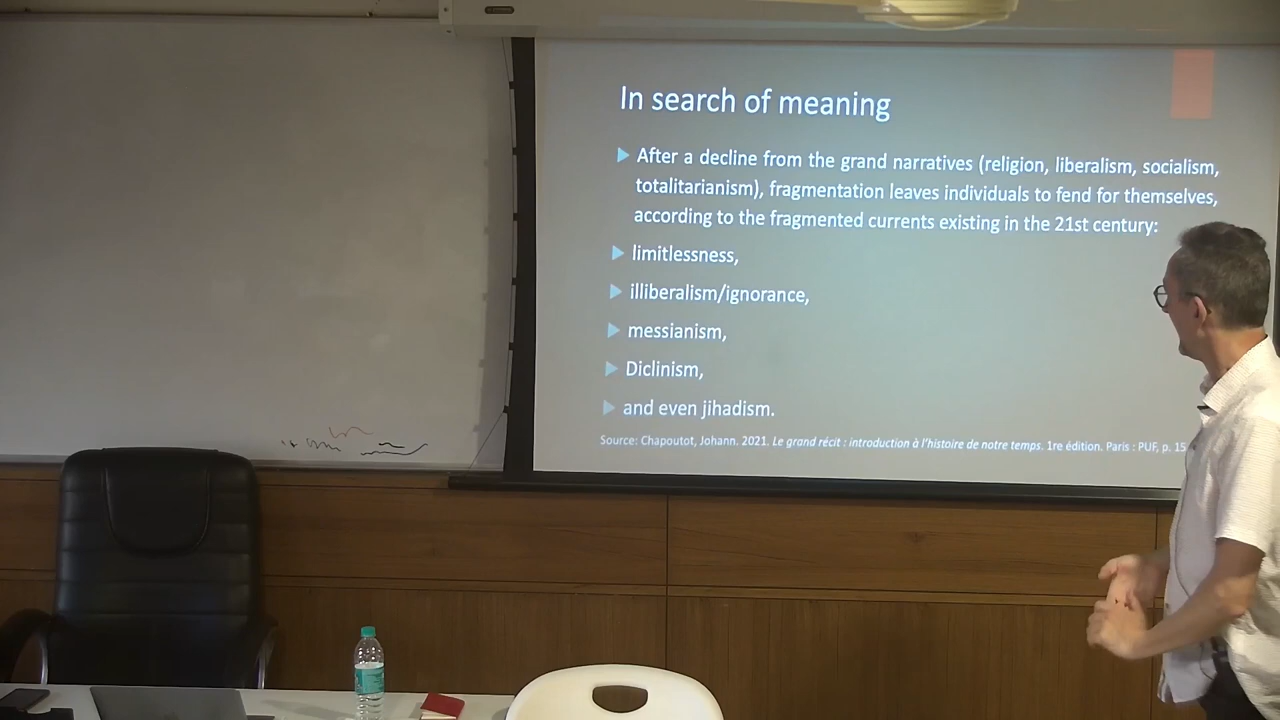 In search of meaning
After a decline from the grand narratives (religion, liberalism, socialism,
totalitarianism), fragmentation leaves individuals to fend for themselves,
according to the fragmented currents existing in the 21st century:
limitlessness,
illiberalism/ignorance,
messianism,
Diclinism,
and even jihadism.
Source: Chapoutot, Johann. 2021. Le grand récit : introduction à l'histoire de notre temps. 1re édition. Paris : PUF, p. 15